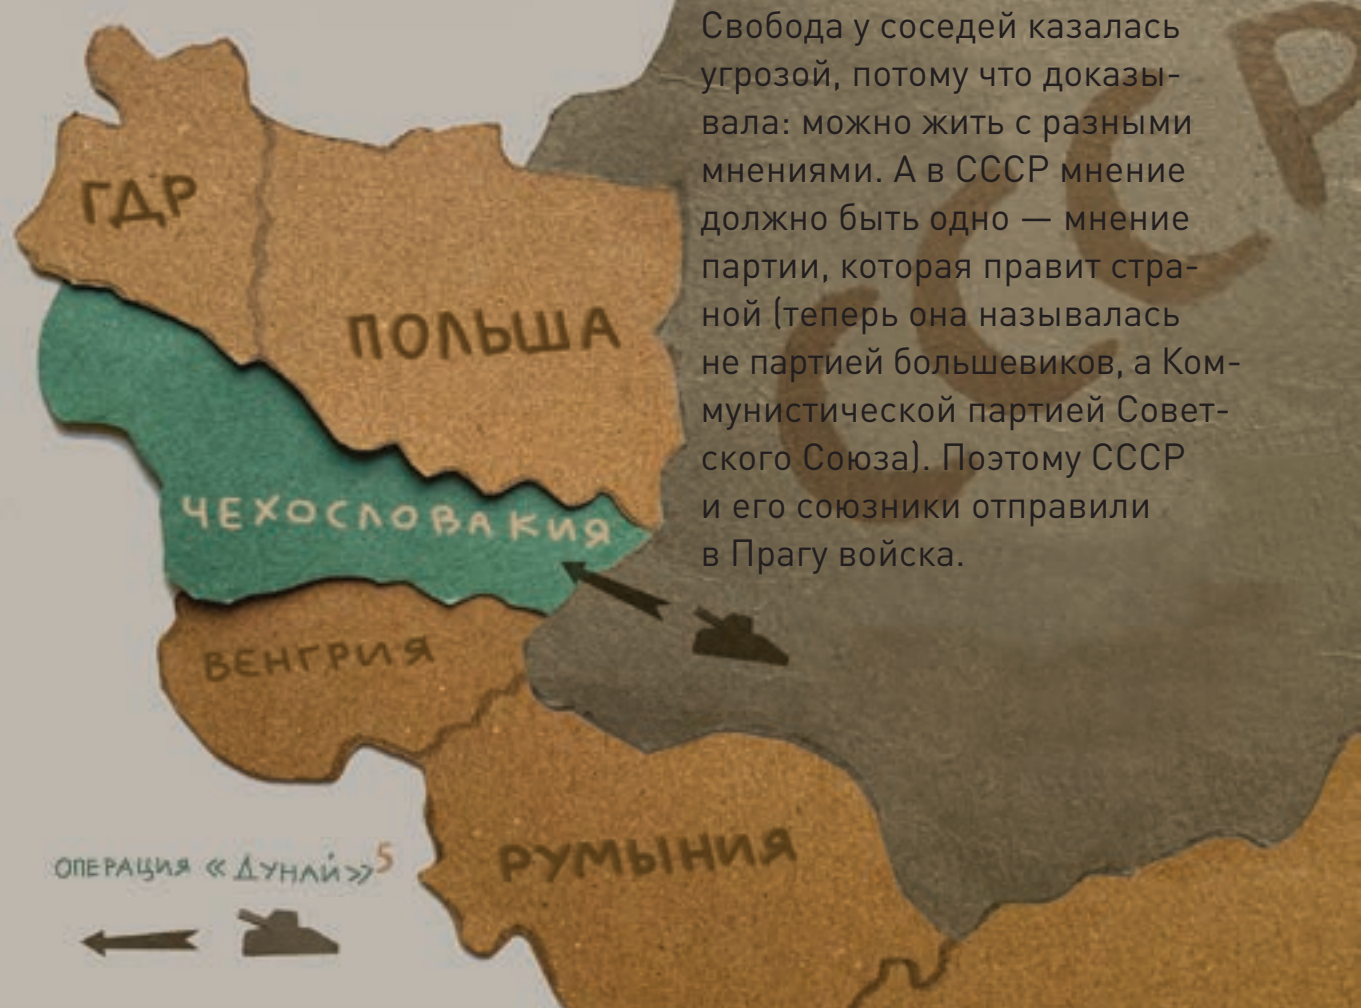 Свобода у соседей казалась
угрозой, потому что доказы-
вала: можно жить с разными
мнениями. А в СССР мнение
должно быть одно — мнение
партии, которая правит стра-
ной (теперь она называлась
не партией большевиков, а Ком-
мунистической партией Совет-
ского Союза). Поэтому СССР
и его союзники отправили
в Прагу войска.
СССР
ГДР
ПОЛЬША
ЧЕХОСЛОВАКИЯ
ВЕНГРИЯ
РУМЫНИЯ
ОПЕРАЦИЯ «ДУНАЙ»5